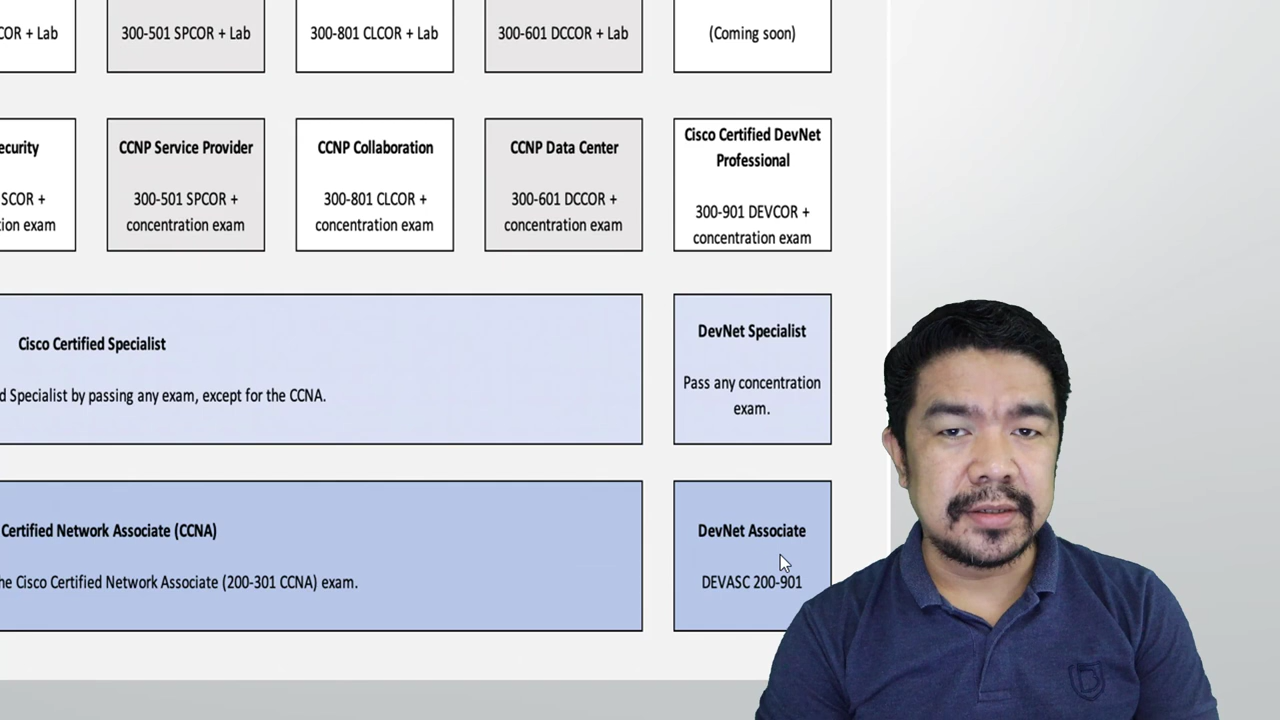 COR + Lab
300-501 SPCOR + Lab
300-801 CLCOR + Lab
300-601 DCCOR + Lab
(Coming soon)
ecurity
SCOR +
ion exam
CCNP Service Provider
300-501 SPCOR +
concentration exam
CCNP Collaboration
300-801 CLCOR +
concentration exam
CCNP Data Center
300-601 DCCOR +
concentration exam
Cisco Certified DevNet
Professional
300-901 DEVCOR +
concentration exam
Cisco Certified Specialist
d Specialist by passing any exam, except for the CCNA.
DevNet Specialist
Pass any concentration
exam.
Certified Network Associate (CCNA)
he Cisco Certified Network Associate (200-301 CCNA) exam.
DevNet Associate
DEVASC 200-901